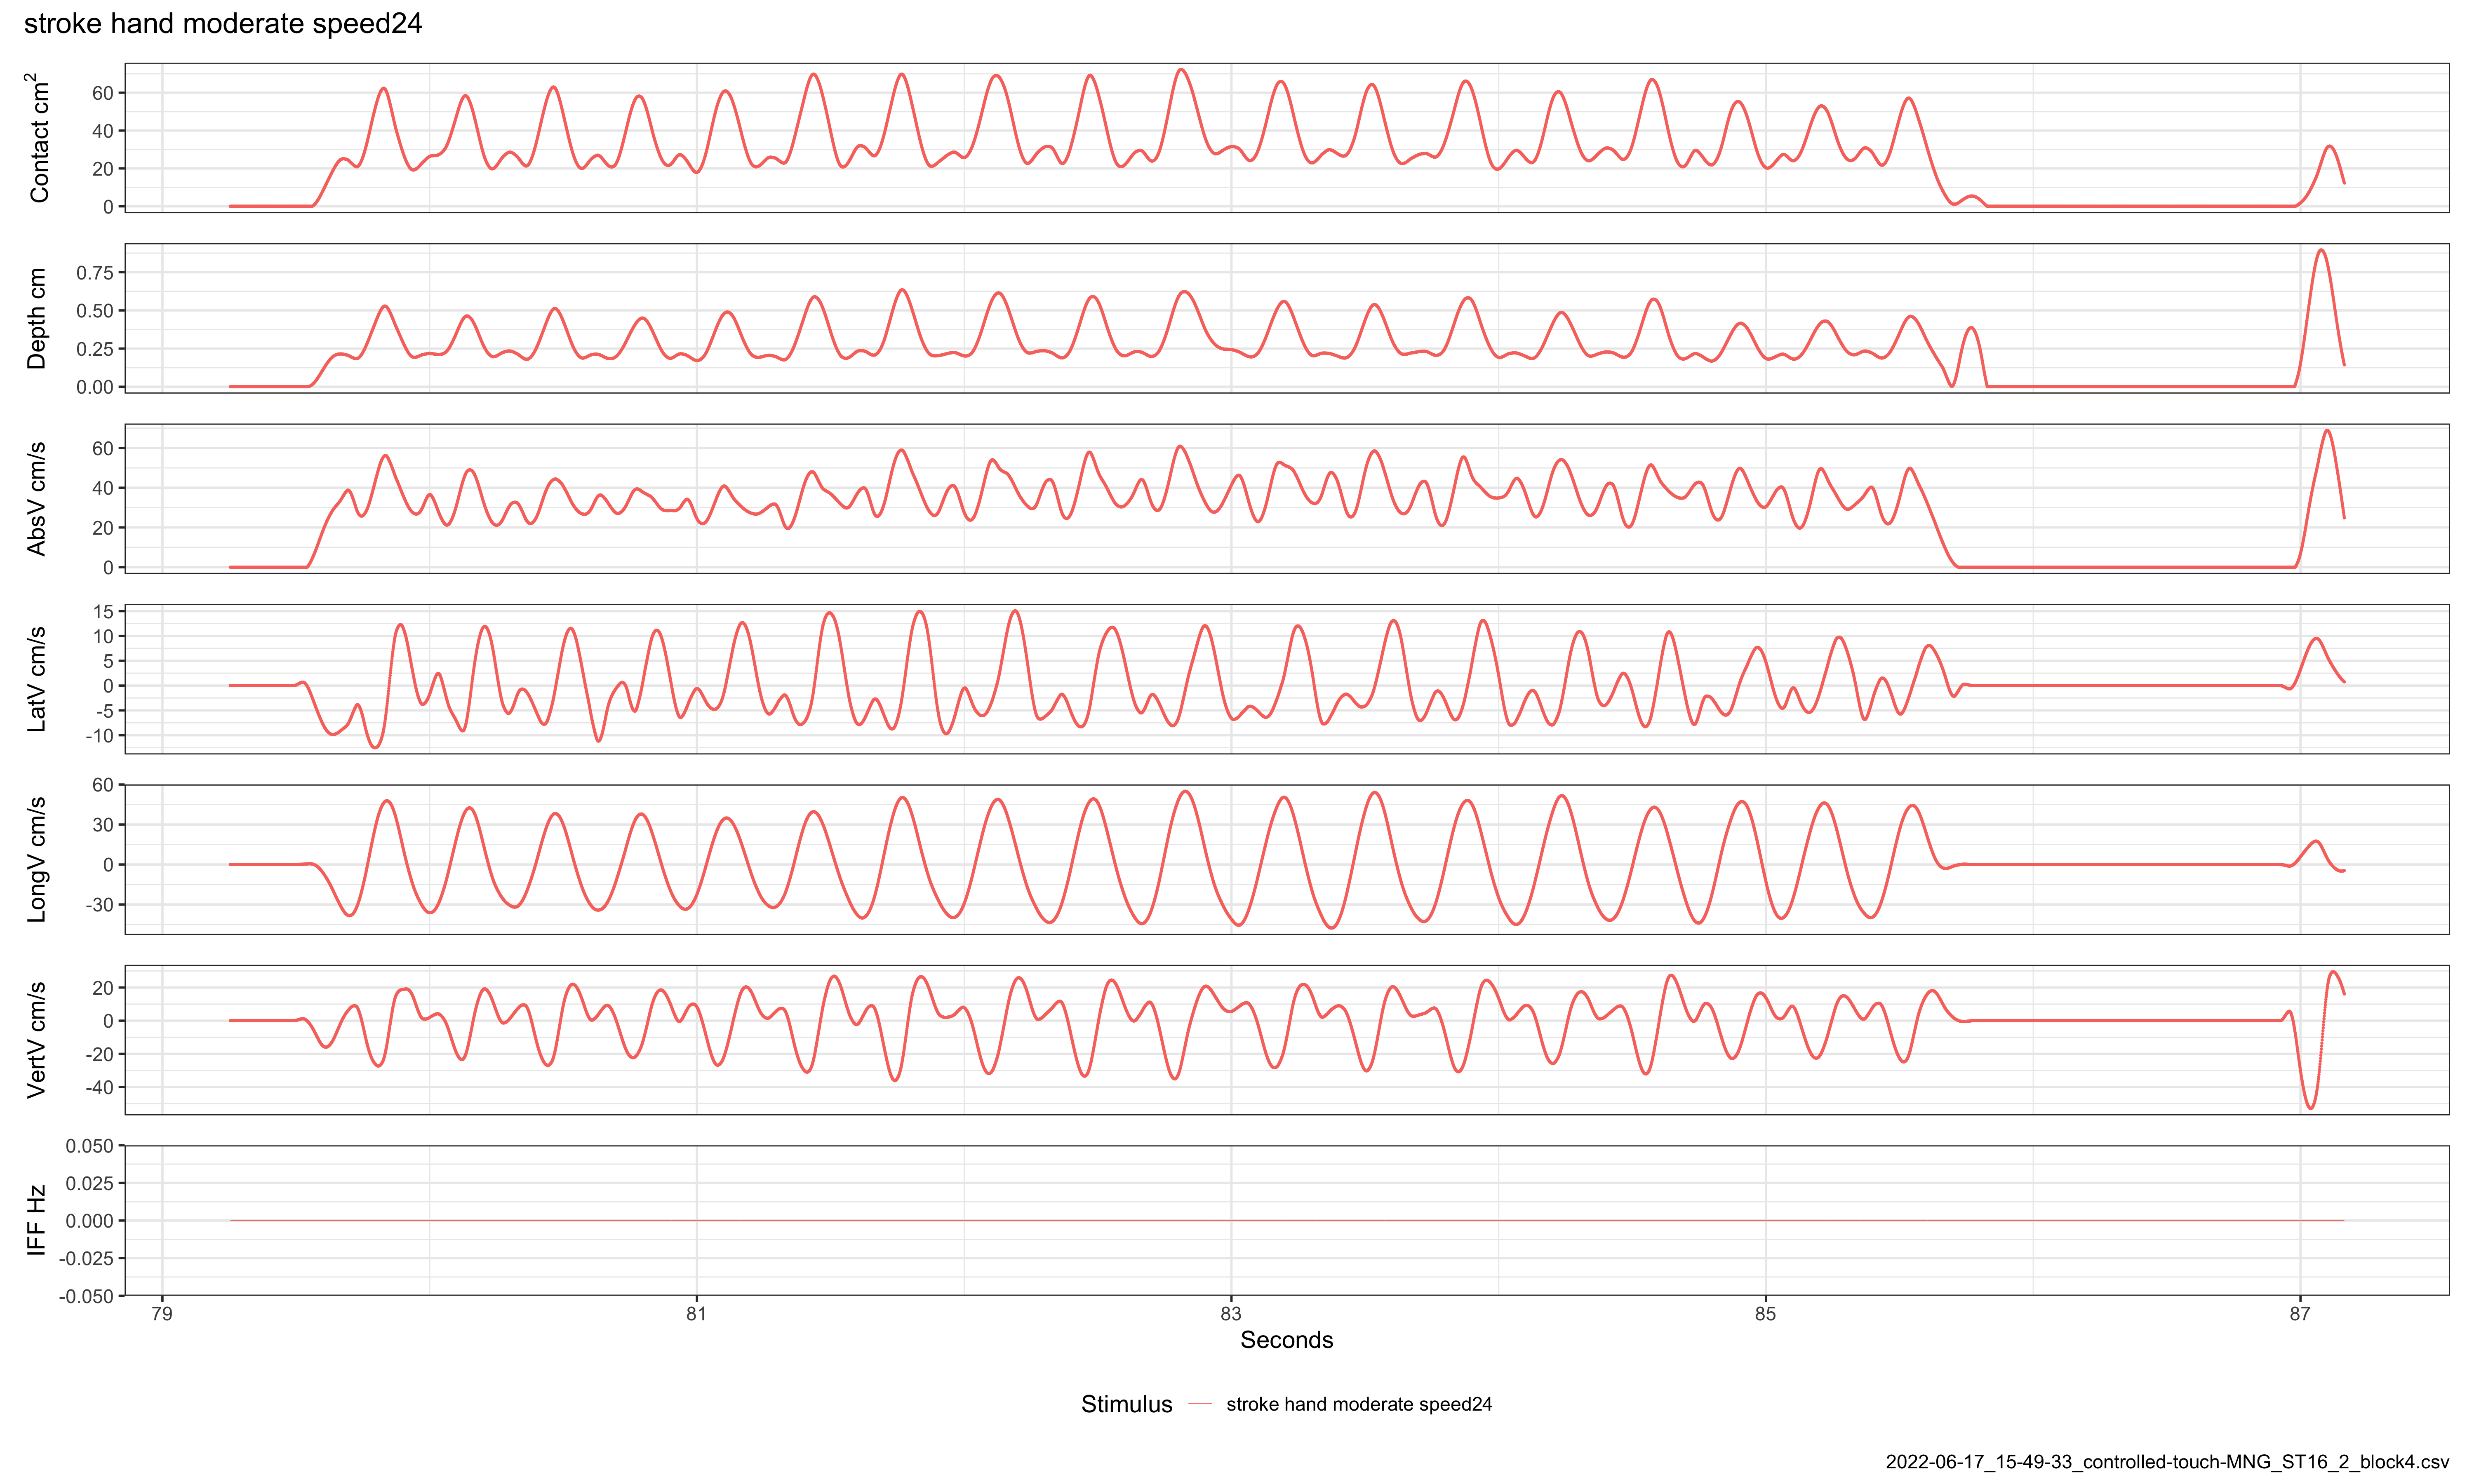 stroke hand moderate speed24
Contact cm²
60
40
20
0
Depth cm
0.75
0.50
0.25
0.00
AbsV cm/s
60
40
20
0
LatV cm/s
15
10
5
0
-5
-10
LongV cm/s
60
30
0
-30
VertV cm/s
20
0
-20
-40
IFF Hz
0.050
0.025
0.000
-0.025
-0.050
79 81 83 85 87
Seconds
Stimulus stroke hand moderate speed24
2022-06-17_15-49-33_controlled-touch-MNG_ST16_2_block4.csv